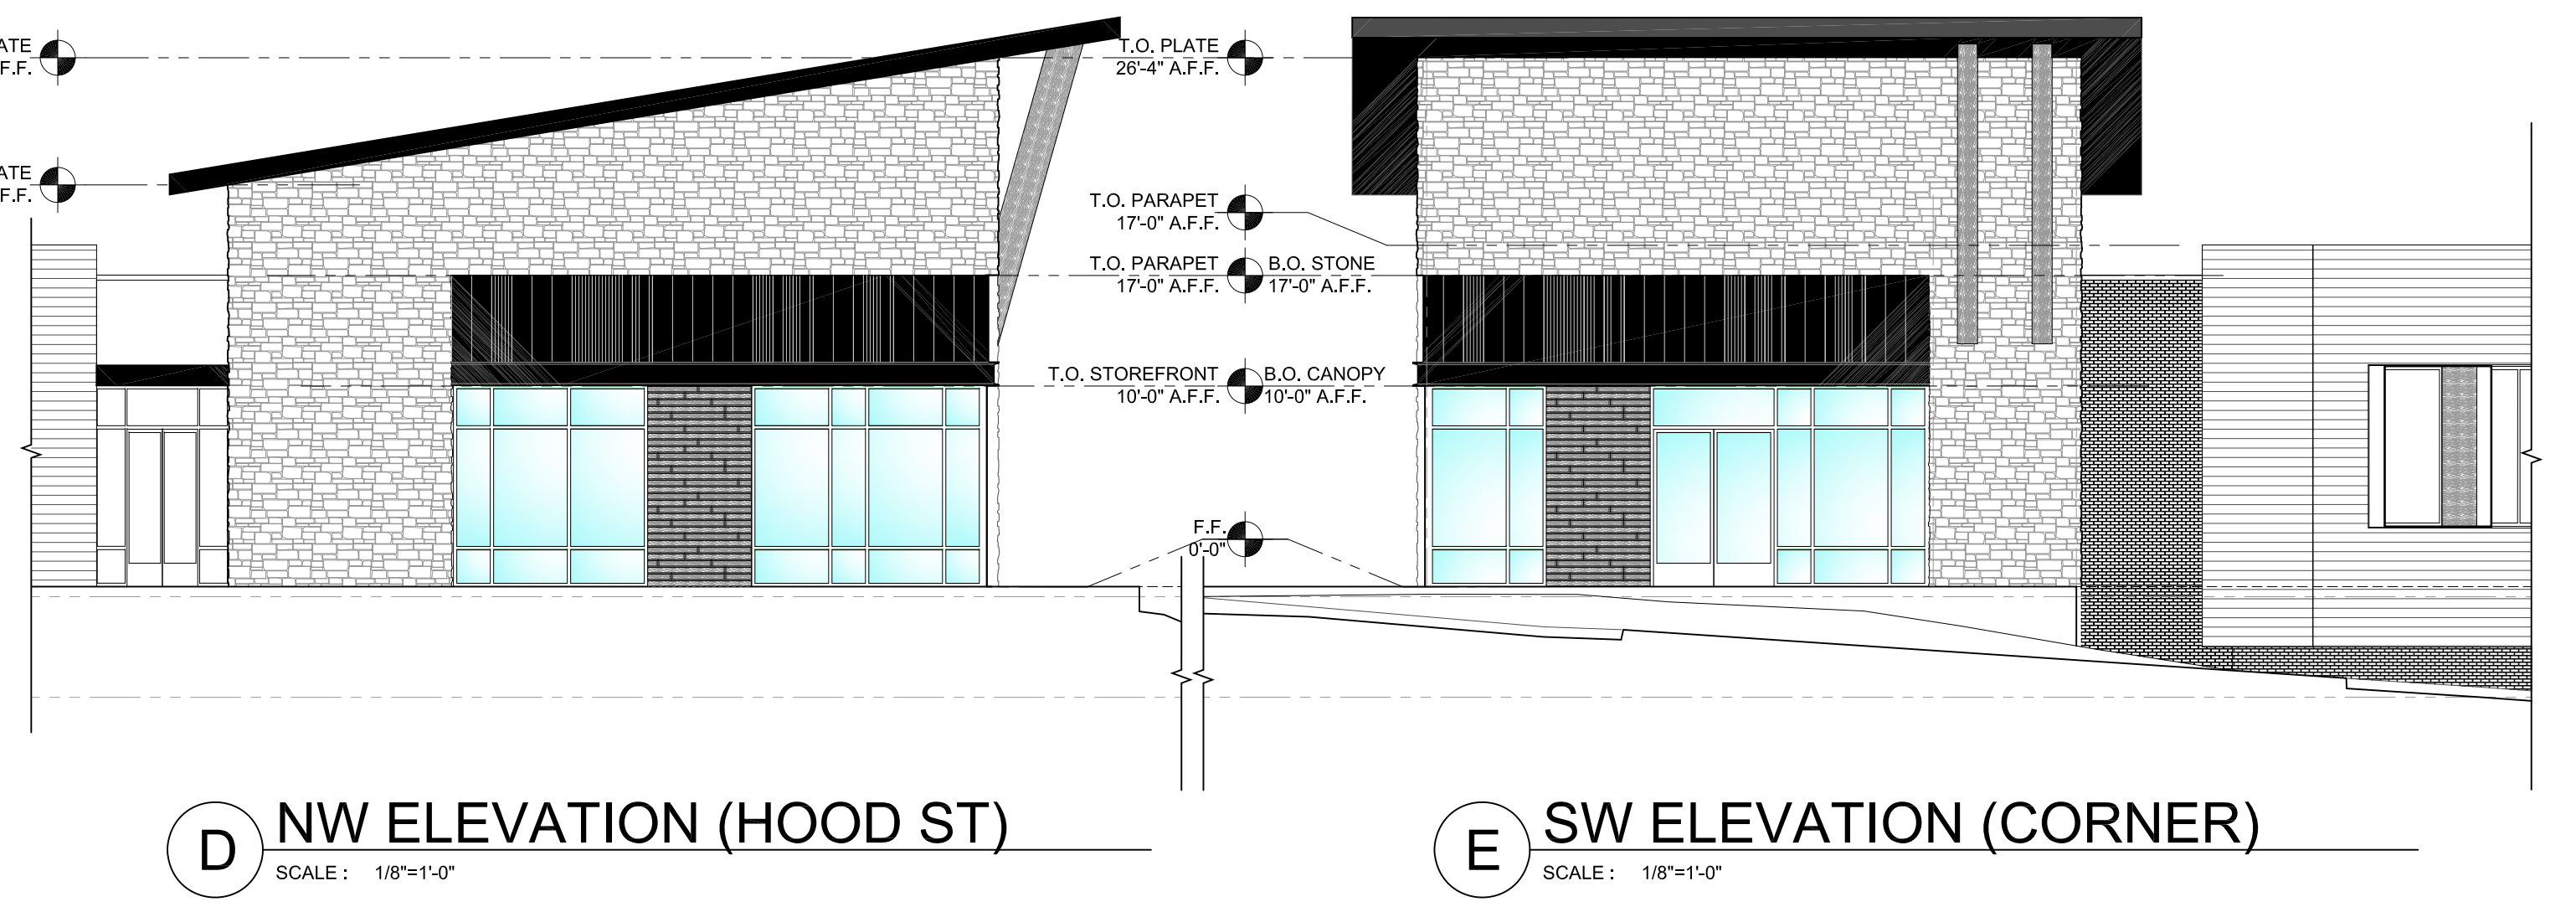 ATE
F.F.
ATE
F.F.
T.O. PLATE
26'-4" A.F.F.
T.O. PARAPET
17'-0" A.F.F.
T.O. PARAPET
17'-0" A.F.F.
B.O. STONE
17'-0" A.F.F.
T.O. STOREFRONT
10'-0" A.F.F.
B.O. CANOPY
10'-0" A.F.F.
F.F.
0'-0"
D
NW ELEVATION (HOOD ST)
SCALE : 1/8"=1'-0"
E
SW ELEVATION (CORNER)
SCALE : 1/8"=1'-0"